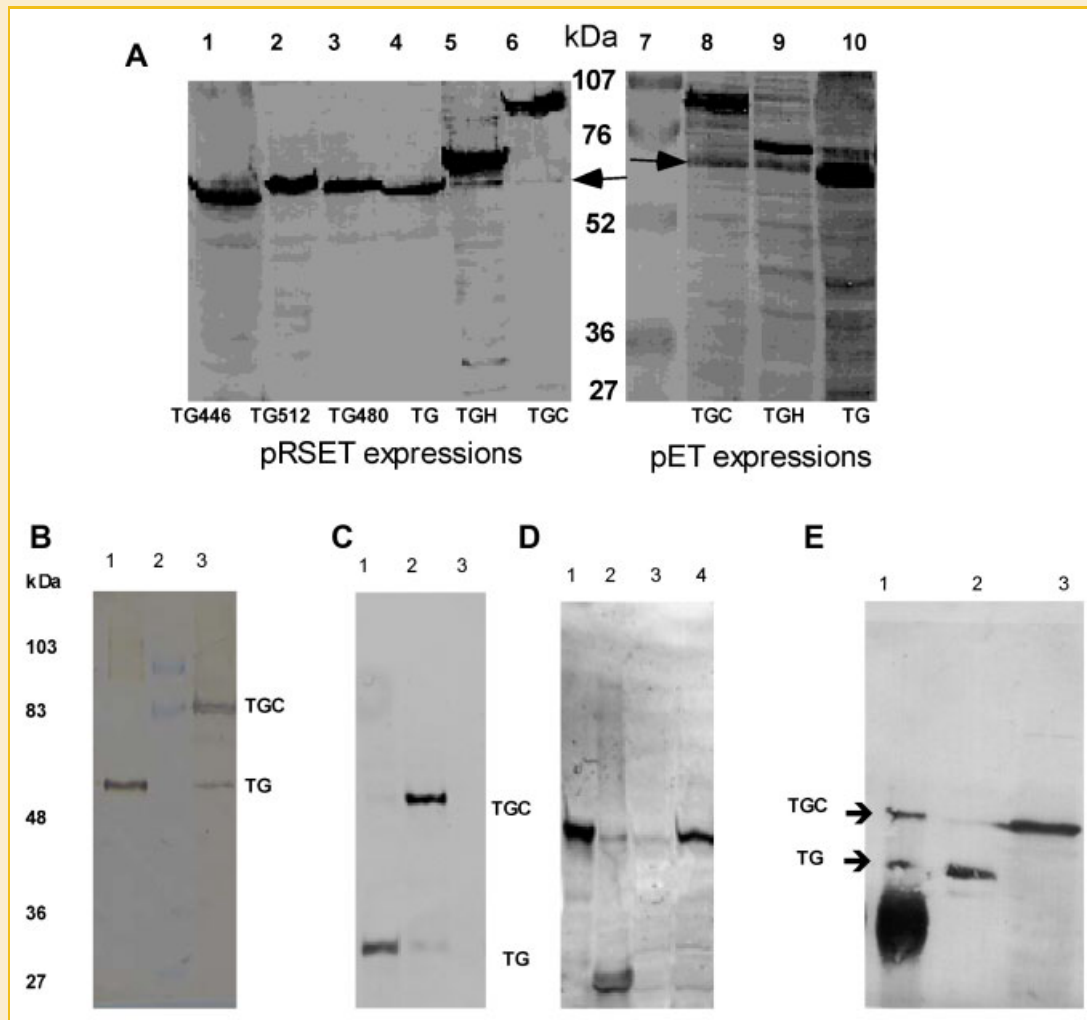 A
1 2 3 4 5 6 kDa 7 8 9 10
107
76
52
36
27
TG446 TG512 TG480 TG TGH TGC
TGC TGH TG
pRSET expressions
pET expressions
B
1 2 3
kDa
103
83
48
36
27
TGC
TG
C
1 2 3
TGC
TG
D
1 2 3 4
E
1 2 3
TGC
TG